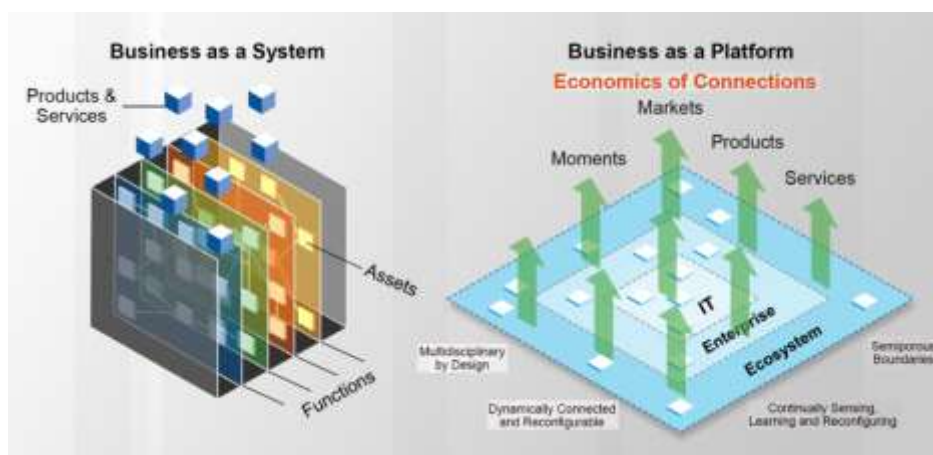 Business as a System
Products &
Services
Assets
Functions
Business as a Platform
Economics of Connections
Markets
Moments
Products
Services
IT
Enterprise
Ecosystem
Multidisciplinary
by Design
Dynamically Connected
and Reconfigurable
Semiporous
Boundaries
Continually Sensing,
Learning and Reconfiguring